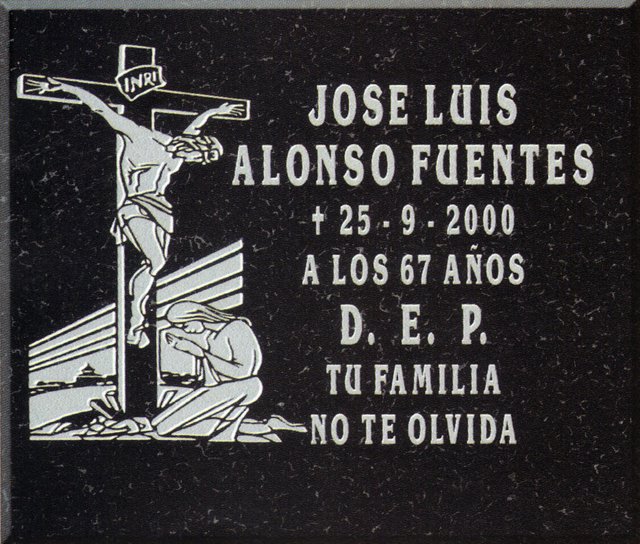 INRI
JOSE LUIS
ALONSO FUENTES
† 25 - 9 - 2000
A LOS 67 AÑOS
D. E. P.
TU FAMILIA
NO TE OLVIDA